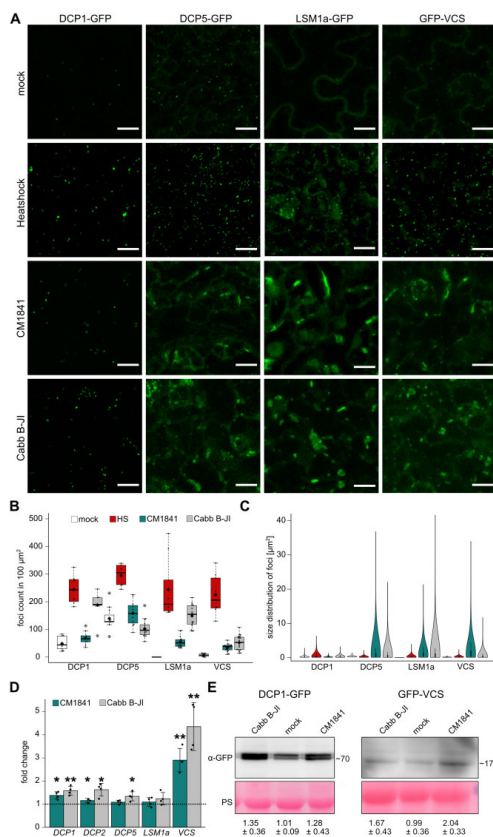 A
DCP1-GFP DCP5-GFP LSM1a-GFP GFP-VCS
mock
Heatshock
CM1841
Cabb B-JI
B
mock HS CM1841 Cabb B-JI
foci count in 100 µm²
500
400
300
200
100
0
DCP1 DCP5 LSM1a VCS
C
size distribution of foci [µm²]
40
30
20
10
0
DCP1 DCP5 LSM1a VCS
D
CM1841 Cabb B-JI
fold change
5
4
3
2
1
0
* ** * * * ** **
DCP1 DCP2 DCP5 LSM1a VCS
E
DCP1-GFP GFP-VCS
Cabb B-JI mock CM1841 Cabb B-JI mock CM1841
α-GFP ~70 ~17
PS
1.35 1.01 1.28 1.67 0.99 2.04
± 0.36 ± 0.09 ± 0.43 ± 0.43 ± 0.36 ± 0.33